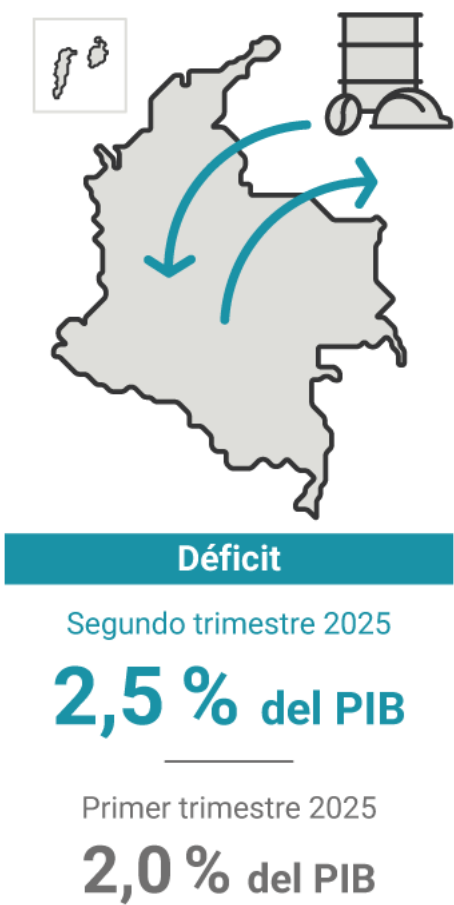 Déficit
Segundo trimestre 2025
2,5 % del PIB
Primer trimestre 2025
2,0 % del PIB